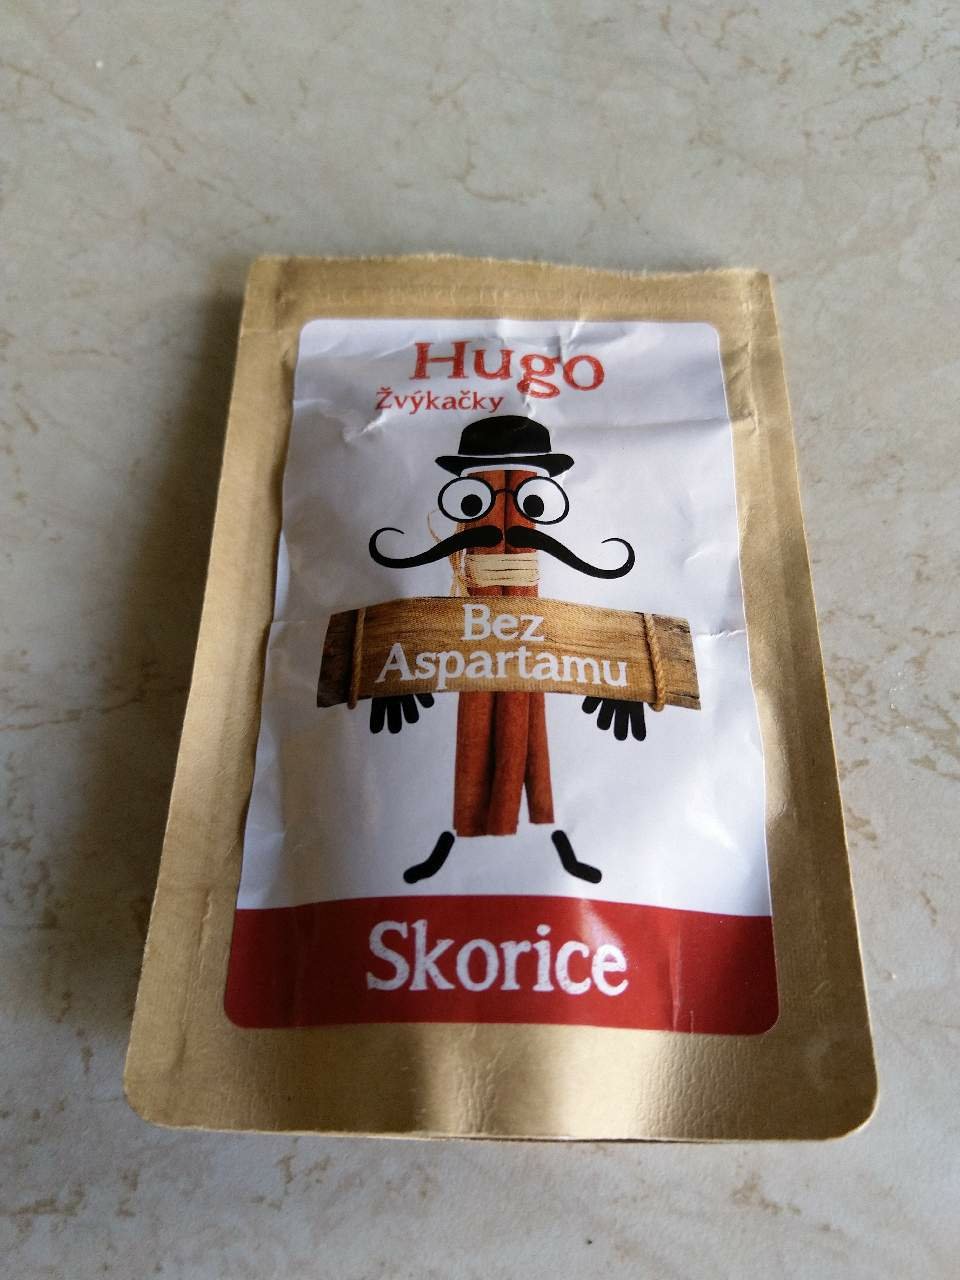 Hugo
Žvýkačky
Bez
Aspartamu
Skorice